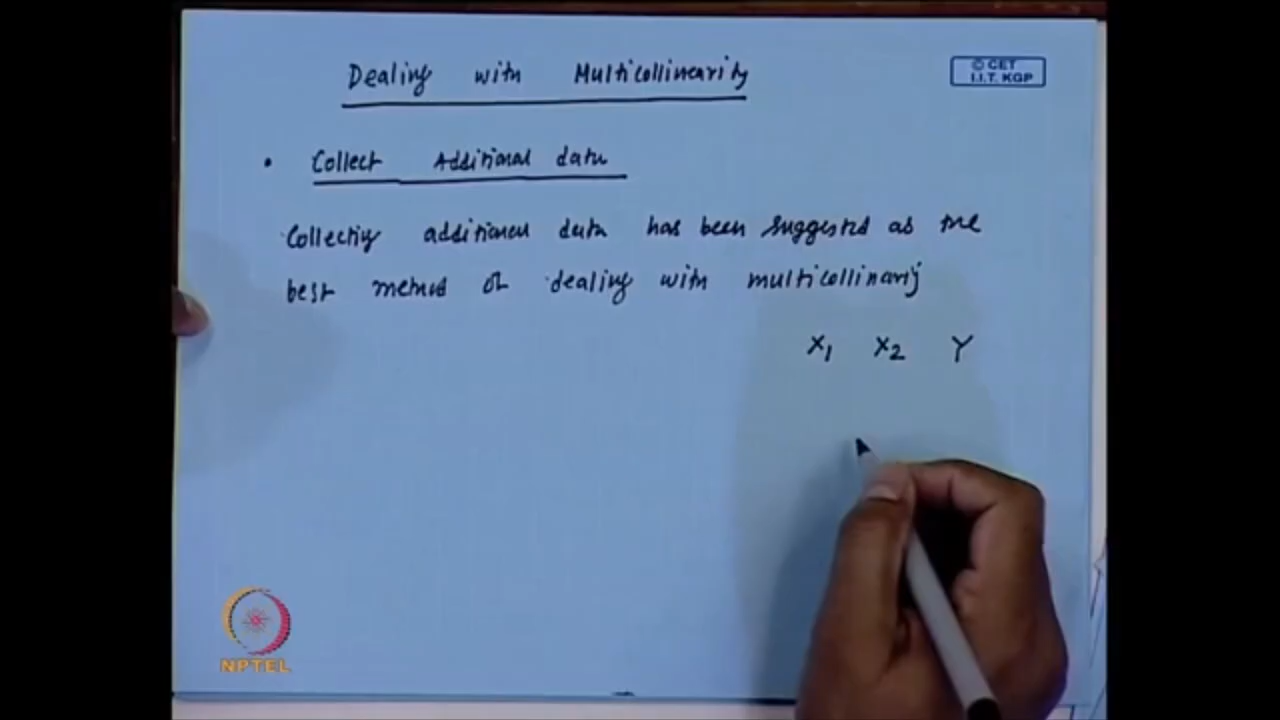 Dealing with Multicollinearity
© CET
I.I.T. KGP
• Collect Additional data
Collecting additional data has been suggested as the
best method of dealing with multicollinarity
X1 X2 Y
NPTEL